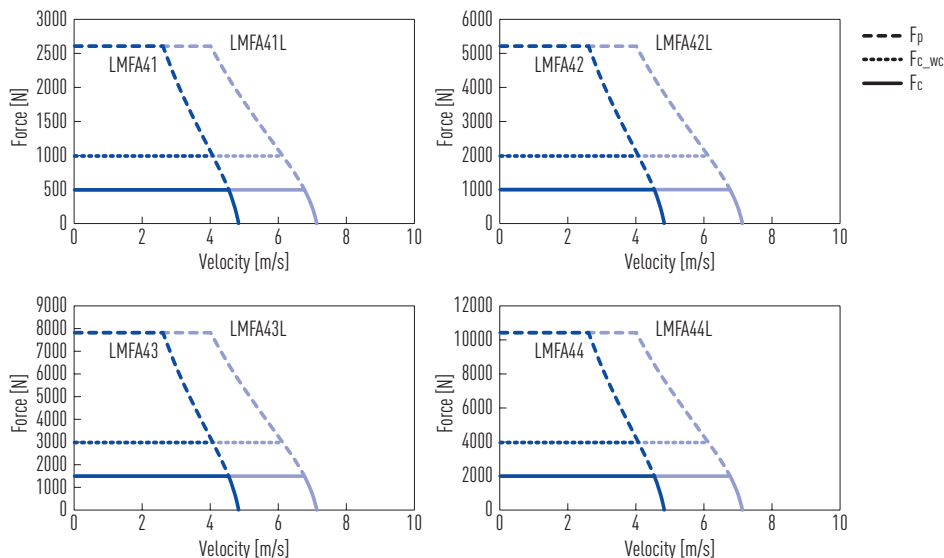 3000
2500
2000
1500
1000
500
0
Force [N]
LMFA41L
LMFA41
0 2 4 6 8 10
Velocity [m/s]
6000
5000
4000
3000
2000
1000
0
Force [N]
LMFA42L
LMFA42
0 2 4 6 8 10
Velocity [m/s]
Fp
Fc_wc
Fc
9000
8000
7000
6000
5000
4000
3000
2000
1000
0
Force [N]
LMFA43L
LMFA43
0 2 4 6 8 10
Velocity [m/s]
12000
10000
8000
6000
4000
2000
0
Force [N]
LMFA44L
LMFA44
0 2 4 6 8 10
Velocity [m/s]